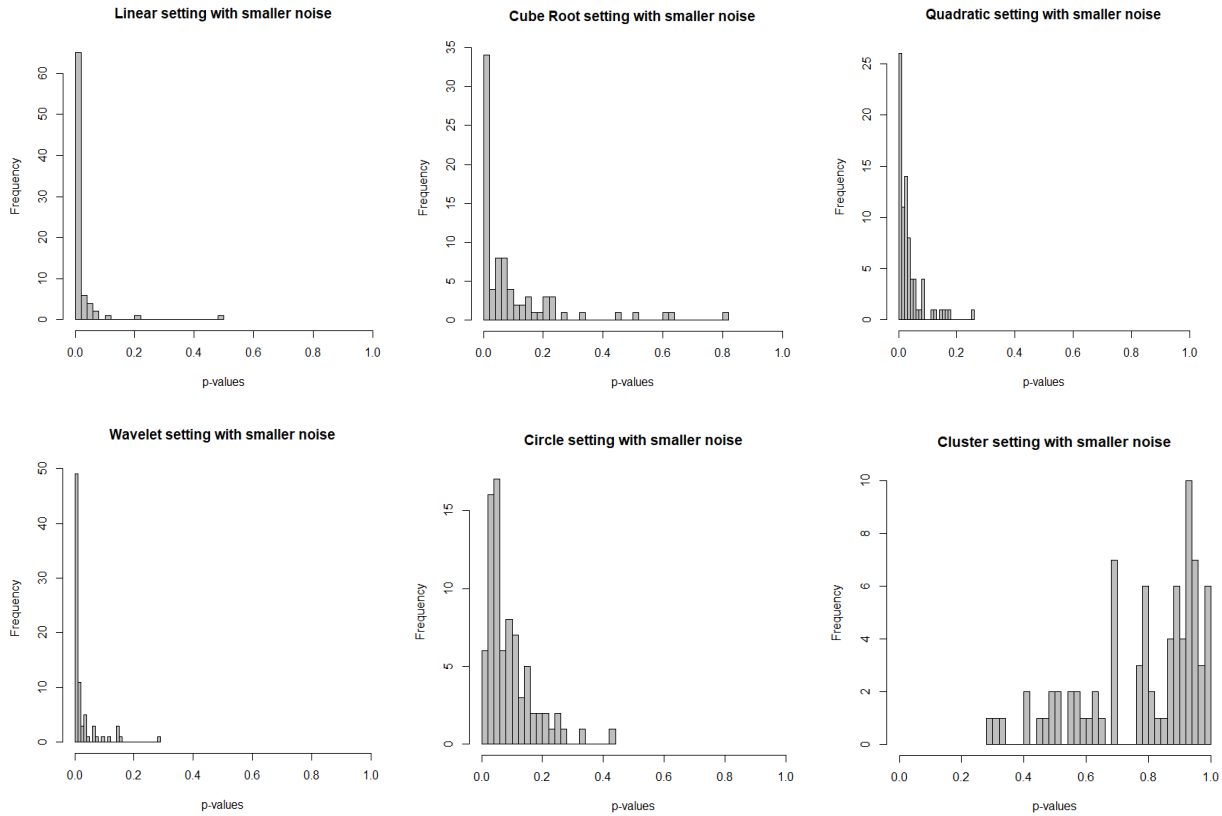 Linear setting with smaller noise
Frequency
0 10 20 30 40 50 60
0.0 0.2 0.4 0.6 0.8 1.0
p-values
Cube Root setting with smaller noise
Frequency
0 5 10 15 20 25 30 35
0.0 0.2 0.4 0.6 0.8 1.0
p-values
Quadratic setting with smaller noise
Frequency
0 5 10 15 20 25
0.0 0.2 0.4 0.6 0.8 1.0
p-values
Wavelet setting with smaller noise
Frequency
0 10 20 30 40 50
0.0 0.2 0.4 0.6 0.8 1.0
p-values
Circle setting with smaller noise
Frequency
0 5 10 15
0.0 0.2 0.4 0.6 0.8 1.0
p-values
Cluster setting with smaller noise
Frequency
0 2 4 6 8 10
0.0 0.2 0.4 0.6 0.8 1.0
p-values